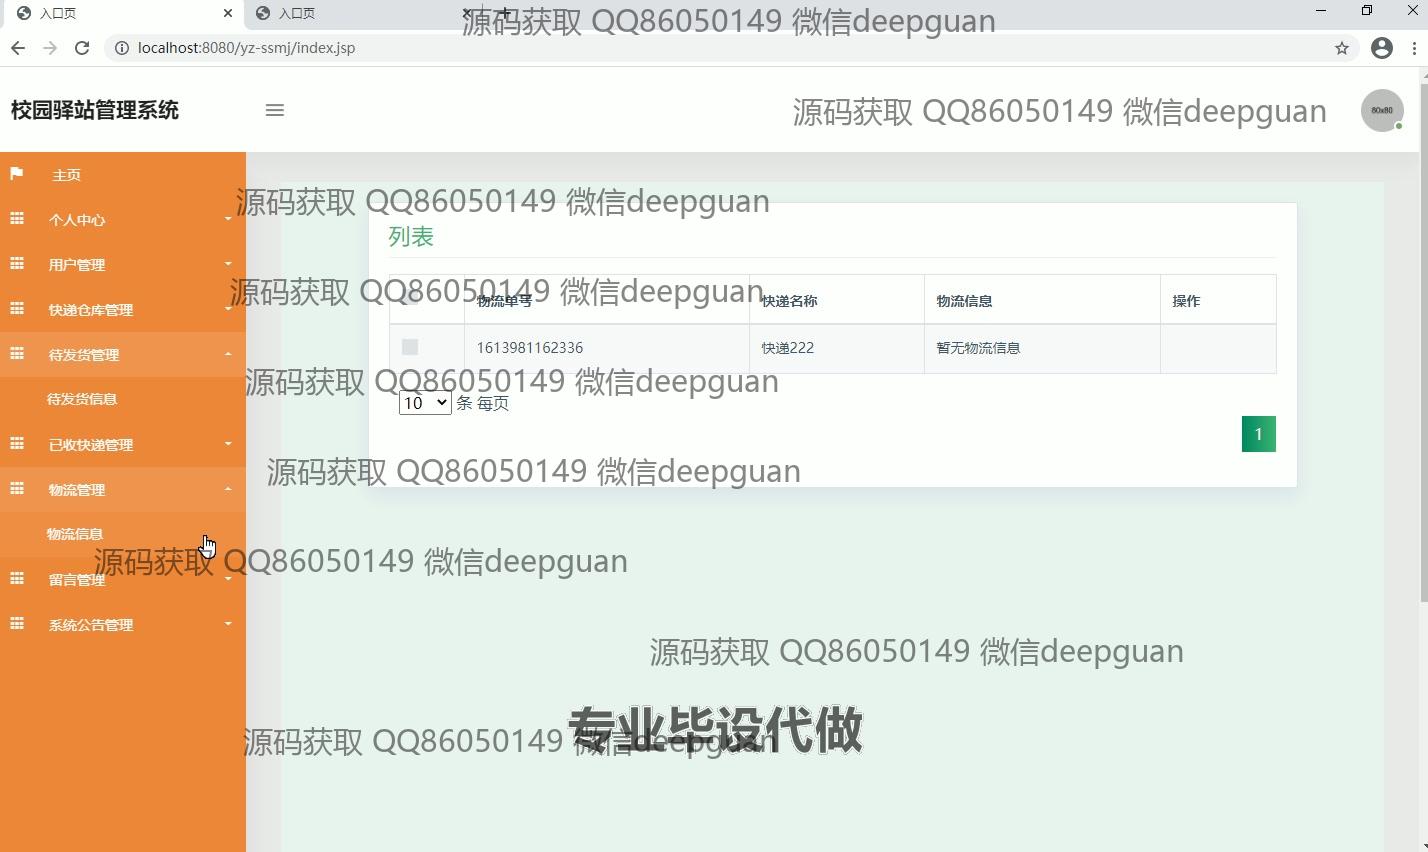 入口页
入口页
源码获取 QQ86050149 微信deepguan
localhost:8080/yz-ssmj/index.jsp
校园驿站管理系统
源码获取 QQ86050149 微信deepguan
80x80
主页
源码获取 QQ86050149 微信deepguan
个人中心
列表
用户管理
源码获取 QQ86050149 微信deepguan
物流单号 快递名称 物流信息 操作
快递仓库管理
1613981162336 快递222 暂无物流信息
待发货管理
源码获取 QQ86050149 微信deepguan
待发货信息
10 条 每页
1
已收快递管理
源码获取 QQ86050149 微信deepguan
物流管理
物流信息
源码获取 QQ86050149 微信deepguan
留言管理
系统公告管理
源码获取 QQ86050149 微信deepguan
专业毕设代做
源码获取 QQ86050149 微信deepguan